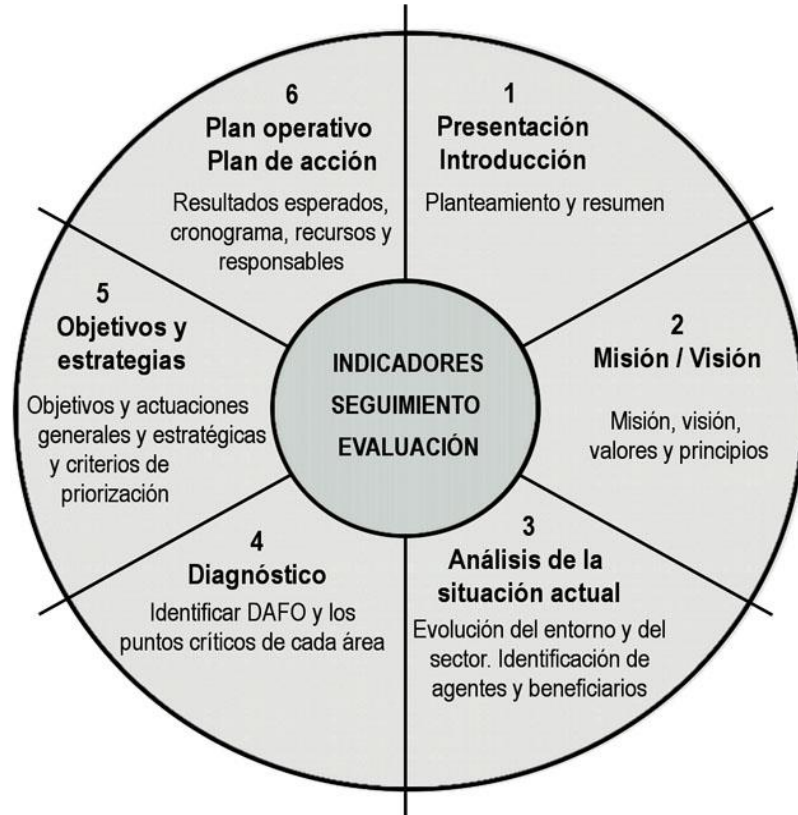 1
Presentación
Introducción
Planteamiento y resumen
2
Misión / Visión
Misión, visión,
valores y principios
3
Análisis de la
situación actual
Evolución del entorno y del
sector. Identificación de
agentes y beneficiarios
4
Diagnóstico
Identificar DAFO y los
puntos críticos de cada área
5
Objetivos y
estrategias
Objetivos y actuaciones
generales y estratégicas
y criterios de
priorización
6
Plan operativo
Plan de acción
Resultados esperados,
cronograma, recursos y
responsables
INDICADORES
SEGUIMIENTO
EVALUACIÓN